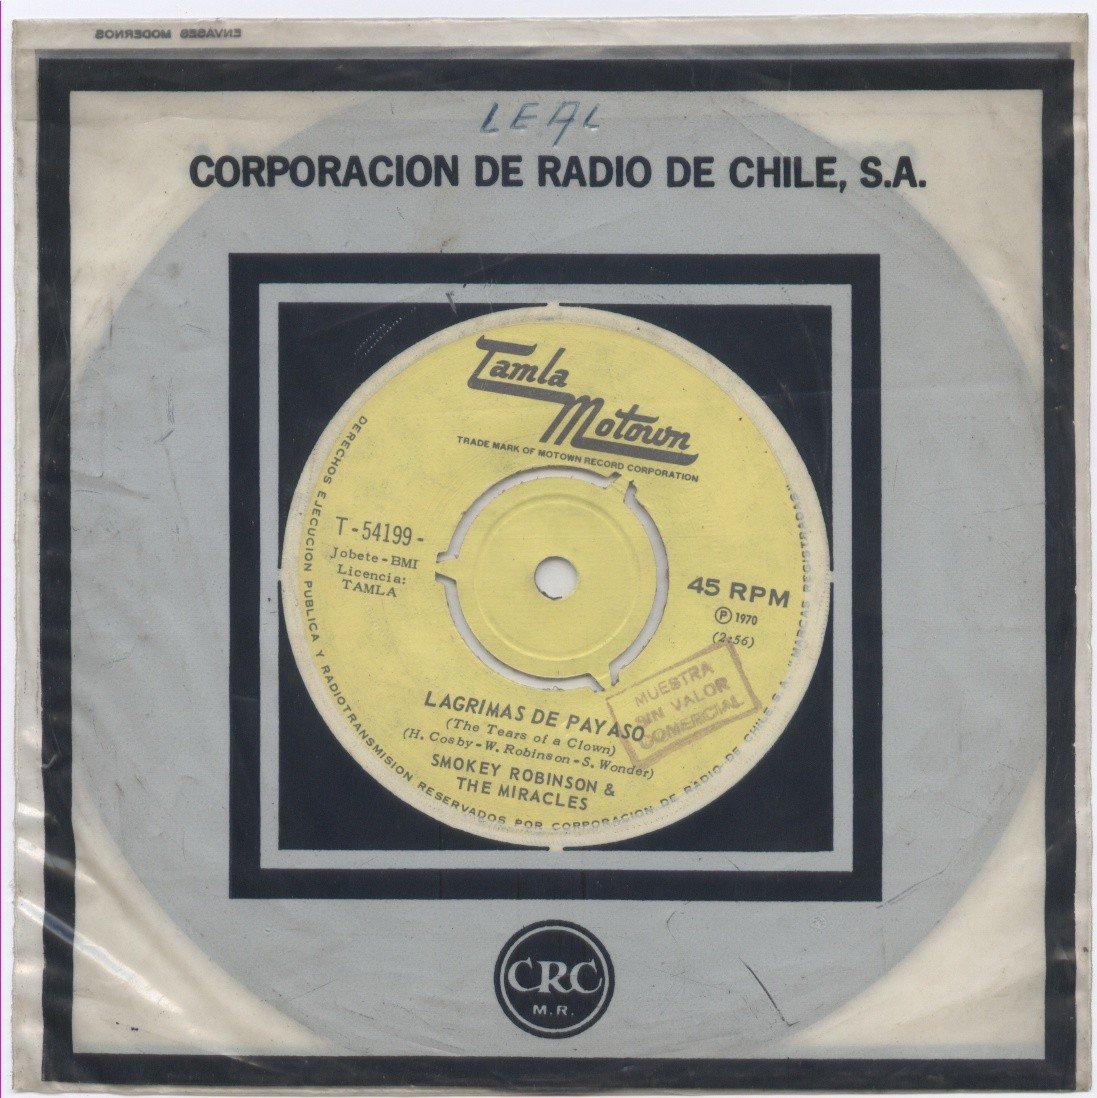 ENVASES MODERNOS
LEAL
CORPORACION DE RADIO DE CHILE, S.A.
Tamla
Motown
TRADE MARK OF MOTOWN RECORD CORPORATION
T-54199-
Jobete-BMI
Licencia:
TAMLA
45 RPM
Ⓟ 1970
(2:56)
MUESTRA
SIN VALOR
COMERCIAL
LAGRIMAS DE PAYASO
(The Tears of a Clown)
(H. Cosby-W. Robinson-S. Wonder)
SMOKEY ROBINSON &
THE MIRACLES
DERECHOS EJECUCION PUBLICA Y RADIOTRANSMISION RESERVADOS POR CORPORACION DE RADIO DE CHILE S.A. "MARCAS REGISTRADAS"
CRC
M.R.